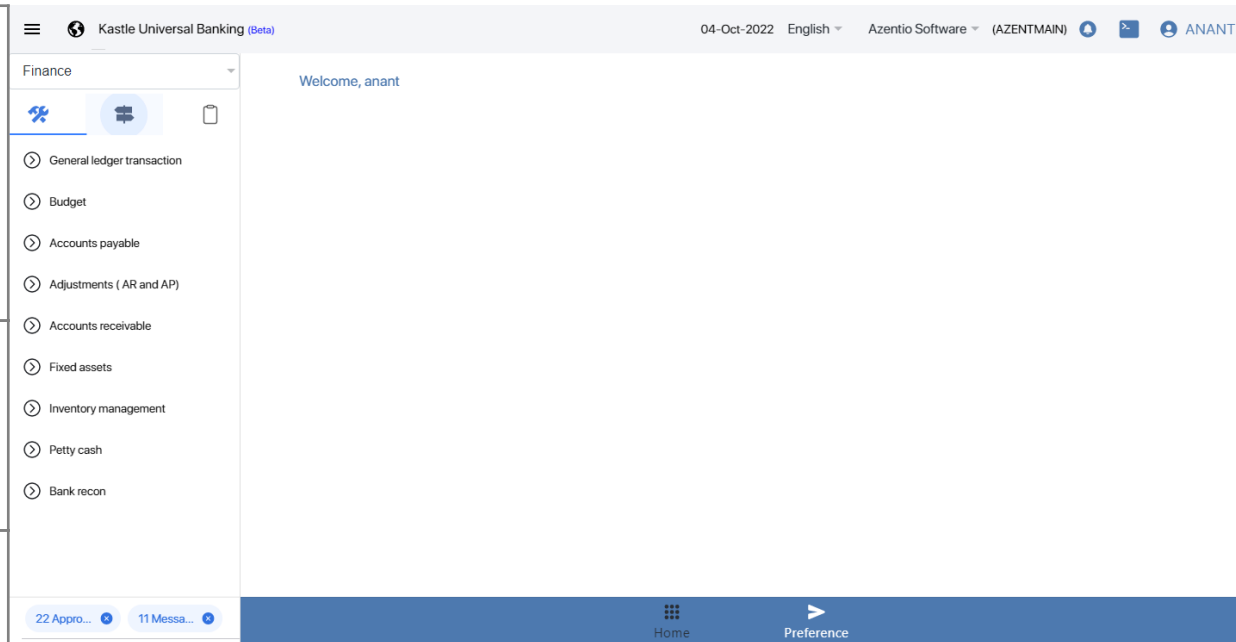 Kastle Universal Banking (Beta) 04-Oct-2022 English Azentio Software (AZENTMAIN) ANANT
Finance
Welcome, anant
General ledger transaction
Budget
Accounts payable
Adjustments ( AR and AP)
Accounts receivable
Fixed assets
Inventory management
Petty cash
Bank recon
22 Appro... 11 Messa...
Home Preference